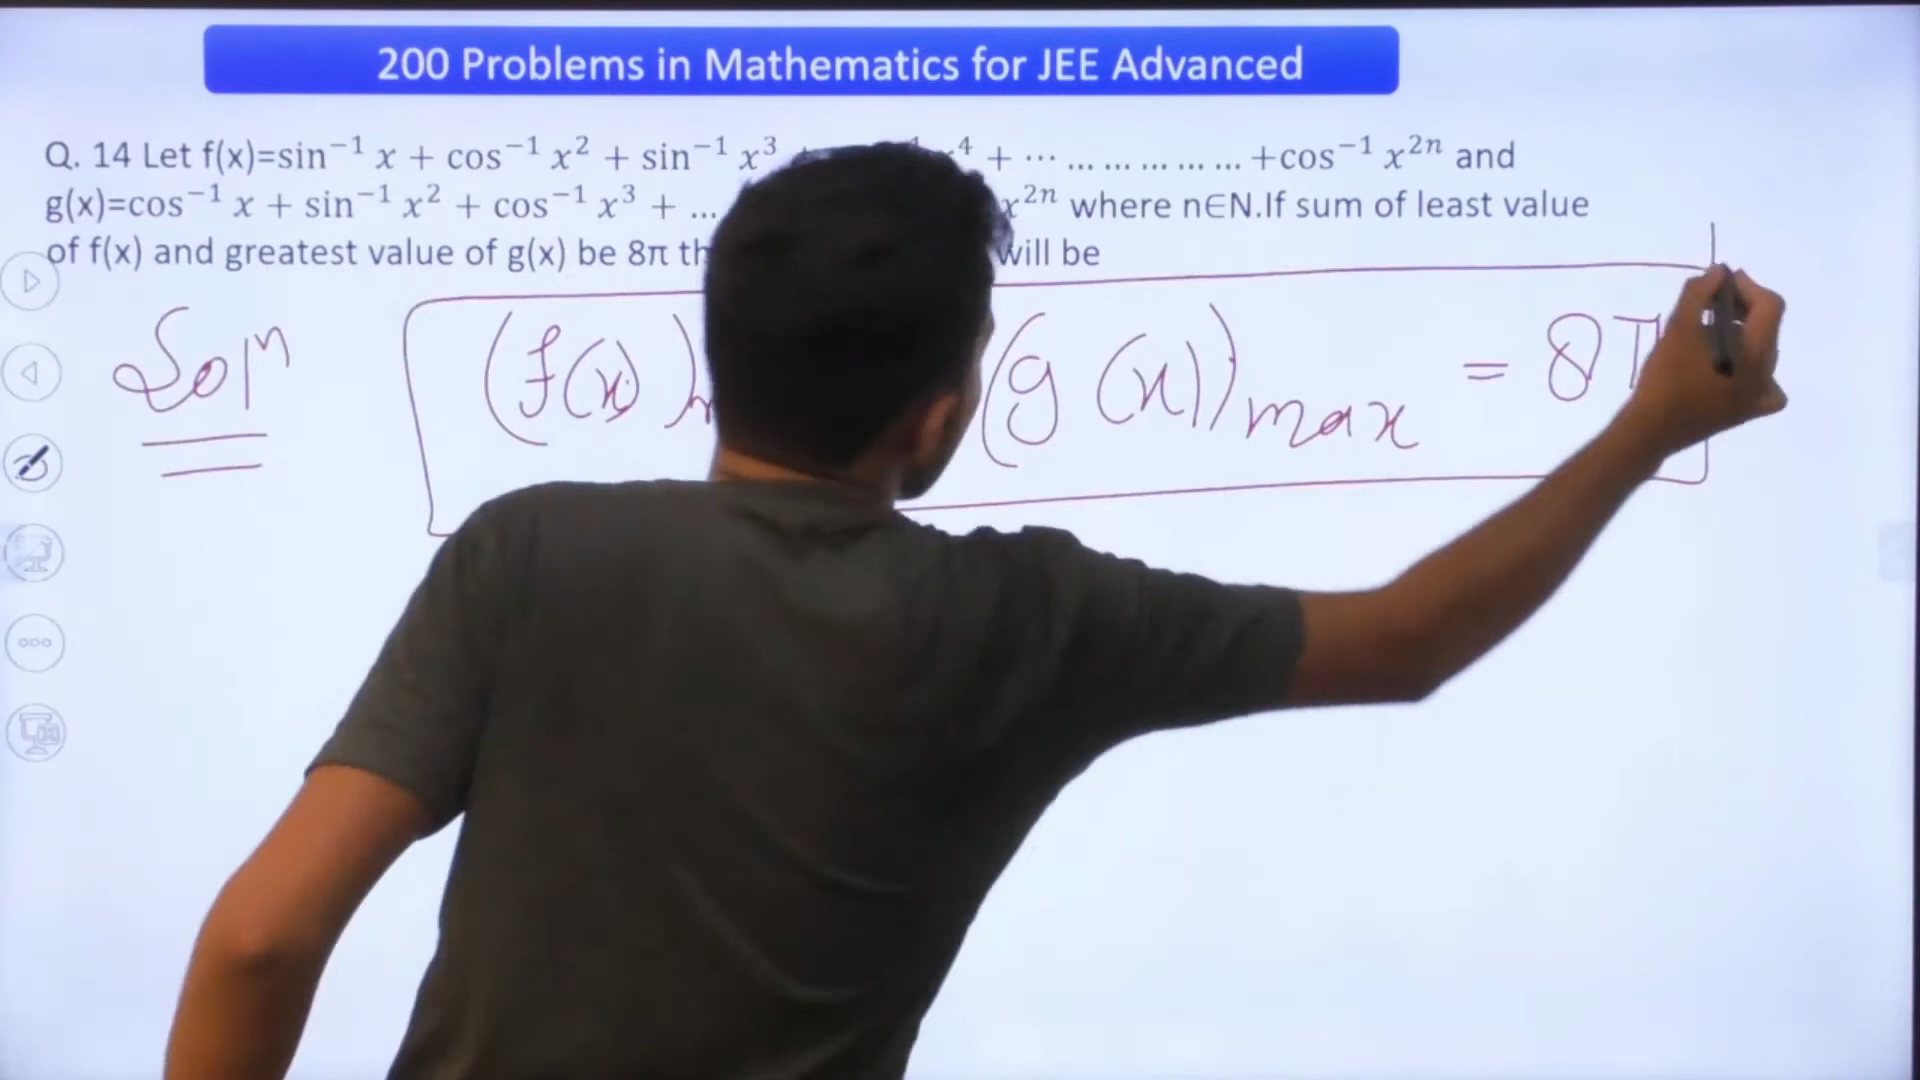 200 Problems in Mathematics for JEE Advanced
Q. 14 Let f(x)=sin⁻¹ x + cos⁻¹ x² + sin⁻¹ x³ ⁴ + ⋯ … … … … … +cos⁻¹ x²ⁿ and
g(x)=cos⁻¹ x + sin⁻¹ x² + cos⁻¹ x³ + … x²ⁿ where n∈N.If sum of least value
of f(x) and greatest value of g(x) be 8π will be
Solⁿ (f(x)) (g(x))max = 8π